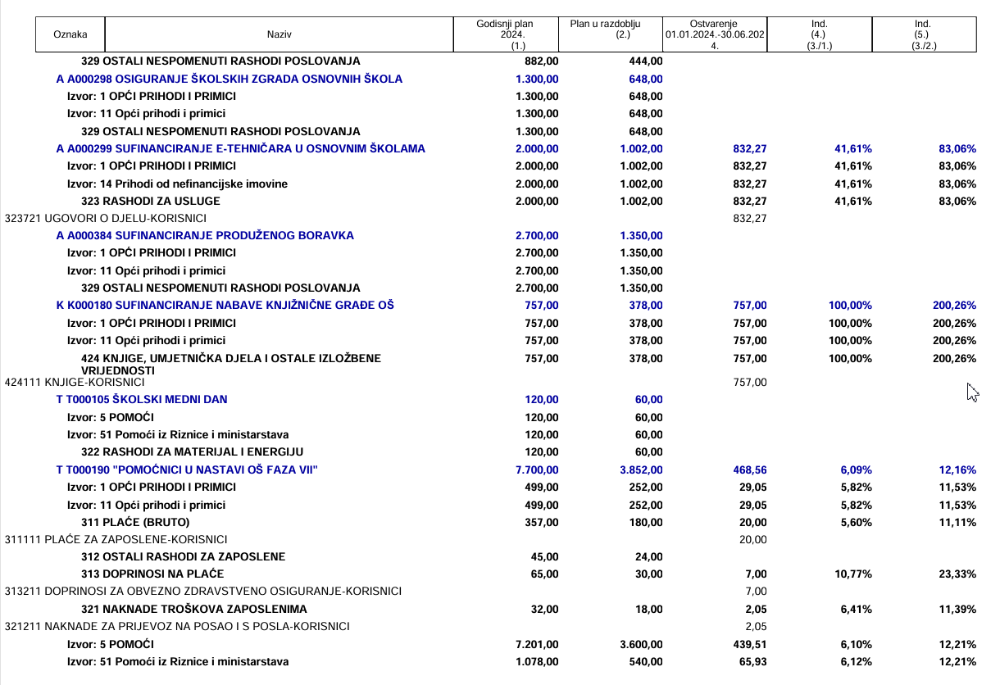 Oznaka Naziv Godisnji plan 2024. (1.) Plan u razdoblju (2.) Ostvarenje 01.01.2024.-30.06.2024. Ind. (4.) (3./1.) Ind. (5.) (3./2.)
329 OSTALI NESPOMENUTI RASHODI POSLOVANJA 882,00 444,00
A A000298 OSIGURANJE ŠKOLSKIH ZGRADA OSNOVNIH ŠKOLA 1.300,00 648,00
Izvor: 1 OPĆI PRIHODI I PRIMICI 1.300,00 648,00
Izvor: 11 Opći prihodi i primici 1.300,00 648,00
329 OSTALI NESPOMENUTI RASHODI POSLOVANJA 1.300,00 648,00
A A000299 SUFINANCIRANJE E-TEHNIČARA U OSNOVNIM ŠKOLAMA 2.000,00 1.002,00 832,27 41,61% 83,06%
Izvor: 1 OPĆI PRIHODI I PRIMICI 2.000,00 1.002,00 832,27 41,61% 83,06%
Izvor: 14 Prihodi od nefinancijske imovine 2.000,00 1.002,00 832,27 41,61% 83,06%
323 RASHODI ZA USLUGE 2.000,00 1.002,00 832,27 41,61% 83,06%
323721 UGOVORI O DJELU-KORISNICI 832,27
A A000384 SUFINANCIRANJE PRODUŽENOG BORAVKA 2.700,00 1.350,00
Izvor: 1 OPĆI PRIHODI I PRIMICI 2.700,00 1.350,00
Izvor: 11 Opći prihodi i primici 2.700,00 1.350,00
329 OSTALI NESPOMENUTI RASHODI POSLOVANJA 2.700,00 1.350,00
K K000180 SUFINANCIRANJE NABAVE KNJIŽNIČNE GRAĐE OŠ 757,00 378,00 757,00 100,00% 200,26%
Izvor: 1 OPĆI PRIHODI I PRIMICI 757,00 378,00 757,00 100,00% 200,26%
Izvor: 11 Opći prihodi i primici 757,00 378,00 757,00 100,00% 200,26%
424 KNJIGE, UMJETNIČKA DJELA I OSTALE IZLOŽBENE 757,00 378,00 757,00 100,00% 200,26%
VRIJEDNOSTI
424111 KNJIGE-KORISNICI 757,00
T T000105 ŠKOLSKI MEDNI DAN 120,00 60,00
Izvor: 5 POMOĆI 120,00 60,00
Izvor: 51 Pomoći iz Riznice i ministarstava 120,00 60,00
322 RASHODI ZA MATERIJAL I ENERGIJU 120,00 60,00
T T000190 "POMOĆNICI U NASTAVI OŠ FAZA VII" 7.700,00 3.852,00 468,56 6,09% 12,16%
Izvor: 1 OPĆI PRIHODI I PRIMICI 499,00 252,00 29,05 5,82% 11,53%
Izvor: 11 Opći prihodi i primici 499,00 252,00 29,05 5,82% 11,53%
311 PLAĆE (BRUTO) 357,00 180,00 20,00 5,60% 11,11%
311111 PLAĆE ZA ZAPOSLENE-KORISNICI 20,00
312 OSTALI RASHODI ZA ZAPOSLENE 45,00 24,00
313 DOPRINOSI NA PLAĆE 65,00 30,00 7,00 10,77% 23,33%
313211 DOPRINOSI ZA OBVEZNO ZDRAVSTVENO OSIGURANJE-KORISNICI 7,00
321 NAKNADE TROŠKOVA ZAPOSLENIMA 32,00 18,00 2,05 6,41% 11,39%
321211 NAKNADE ZA PRIJEVOZ NA POSAO I S POSLA-KORISNICI 2,05
Izvor: 5 POMOĆI 7.201,00 3.600,00 439,51 6,10% 12,21%
Izvor: 51 Pomoći iz Riznice i ministarstava 1.078,00 540,00 65,93 6,12% 12,21%